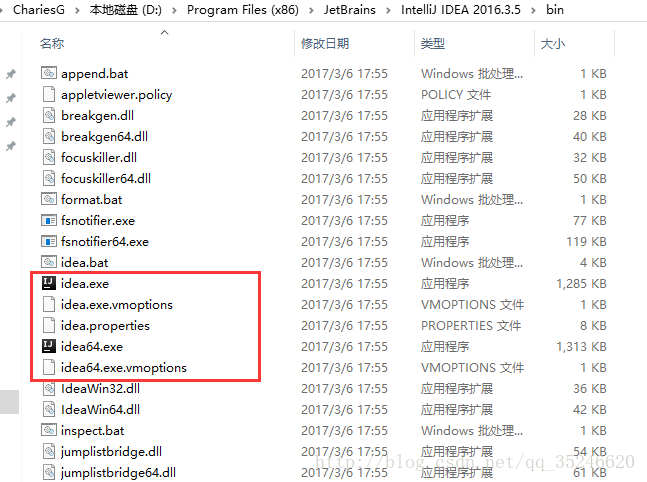 CharlesG > 本地磁盘 (D:) > Program Files (x86) > JetBrains > IntelliJ IDEA 2016.3.5 > bin
名称 修改日期 类型 大小
append.bat 2017/3/6 17:55 Windows 批处理... 1 KB
appletviewer.policy 2017/3/6 17:55 POLICY 文件 1 KB
breakgen.dll 2017/3/6 17:55 应用程序扩展 28 KB
breakgen64.dll 2017/3/6 17:55 应用程序扩展 40 KB
focuskiller.dll 2017/3/6 17:55 应用程序扩展 32 KB
focuskiller64.dll 2017/3/6 17:55 应用程序扩展 50 KB
format.bat 2017/3/6 17:55 Windows 批处理... 1 KB
fsnotifier.exe 2017/3/6 17:55 应用程序 77 KB
fsnotifier64.exe 2017/3/6 17:55 应用程序 119 KB
idea.bat 2017/3/6 17:55 Windows 批处理... 4 KB
idea.exe 2017/3/6 17:55 应用程序 1,285 KB
idea.exe.vmoptions 2017/3/6 17:55 VMOPTIONS 文件 1 KB
idea.properties 2017/3/6 17:55 PROPERTIES 文件 8 KB
idea64.exe 2017/3/6 17:55 应用程序 1,313 KB
idea64.exe.vmoptions 2017/3/6 17:55 VMOPTIONS 文件 1 KB
IdeaWin32.dll 2017/3/6 17:55 应用程序扩展 36 KB
IdeaWin64.dll 2017/3/6 17:55 应用程序扩展 42 KB
inspect.bat 2017/3/6 17:55 Windows 批处理... 1 KB
jumplistbridge.dll 2017/3/6 17:55 应用程序扩展 54 KB
jumplistbridge64.dll 2017/3/6 17:55 应用程序扩展 61 KB
http://blog.csdn.net/qq_35246620